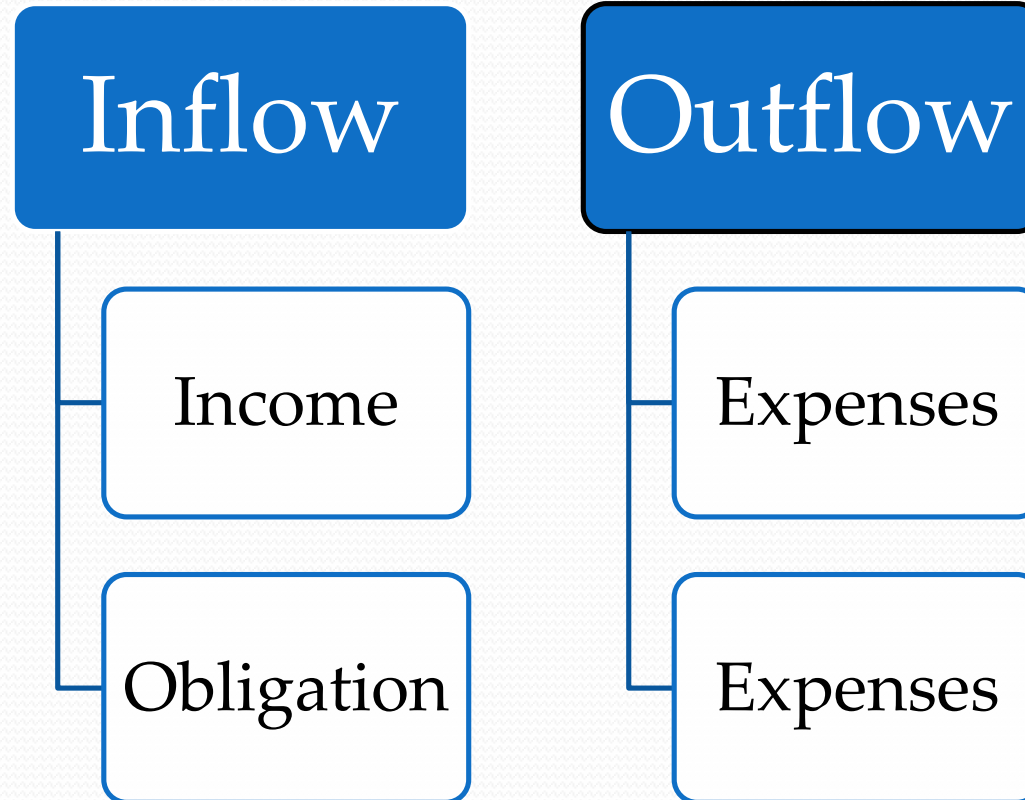 Inflow
Income
Obligation
Outflow
Expenses
Expenses